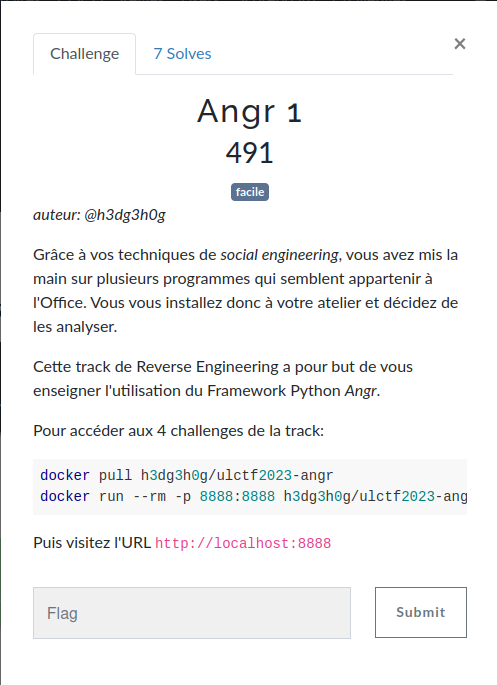 Challenge
7 Solves
×
Angr 1
491
facile
auteur: @h3dg3h0g
Grâce à vos techniques de social engineering, vous avez mis la
main sur plusieurs programmes qui semblent appartenir à
l'Office. Vous vous installez donc à votre atelier et décidez de
les analyser.
Cette track de Reverse Engineering a pour but de vous
enseigner l'utilisation du Framework Python Angr.
Pour accéder aux 4 challenges de la track:
docker pull h3dg3h0g/ulctf2023-angr
docker run --rm -p 8888:8888 h3dg3h0g/ulctf2023-ang
Puis visitez l'URL http://localhost:8888
Flag
Submit